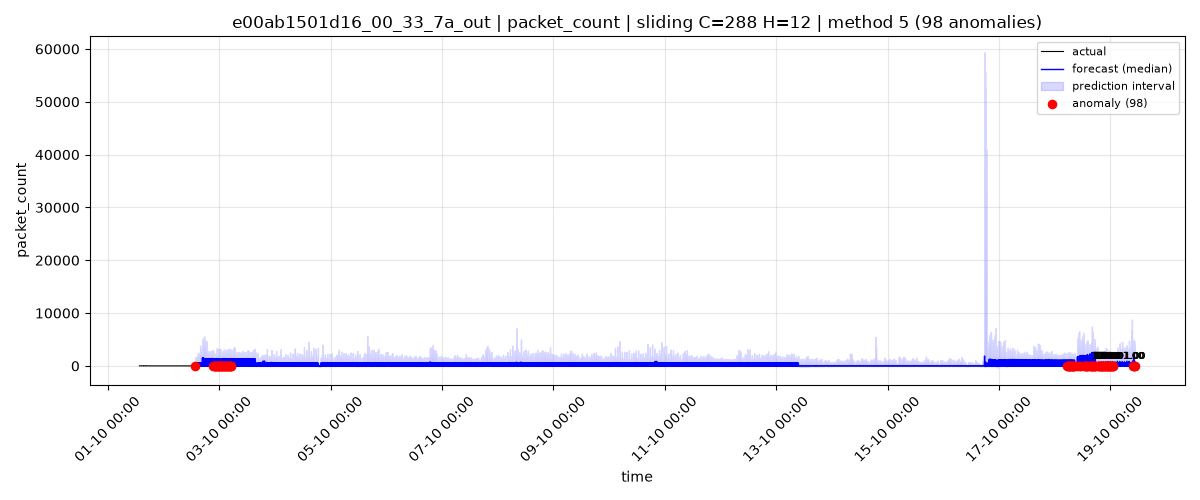 e00ab1501d16_00_33_7a_out | packet_count | sliding C=288 H=12 | method 5 (98 anomalies)
actual
forecast (median)
prediction interval
anomaly (98)
packet_count
60000
50000
40000
30000
20000
10000
0
1.00
01-10 00:00
03-10 00:00
05-10 00:00
07-10 00:00
09-10 00:00
11-10 00:00
13-10 00:00
15-10 00:00
17-10 00:00
19-10 00:00
time